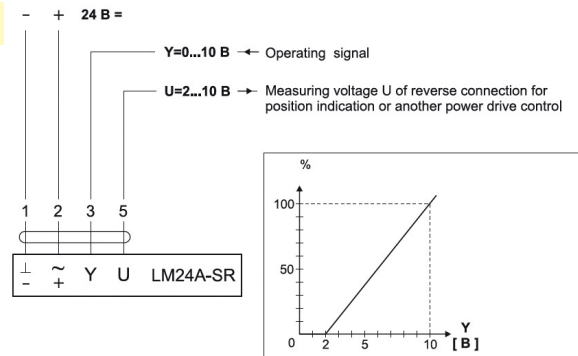 - + 24 B =
Y=0...10 B Operating signal
U=2...10 B Measuring voltage U of reverse connection for
position indication or another power drive control
1 2 3 5
⊥ ~ Y U LM24A-SR
- +
%
100
50
0 2 5 10
Y
[ B ]